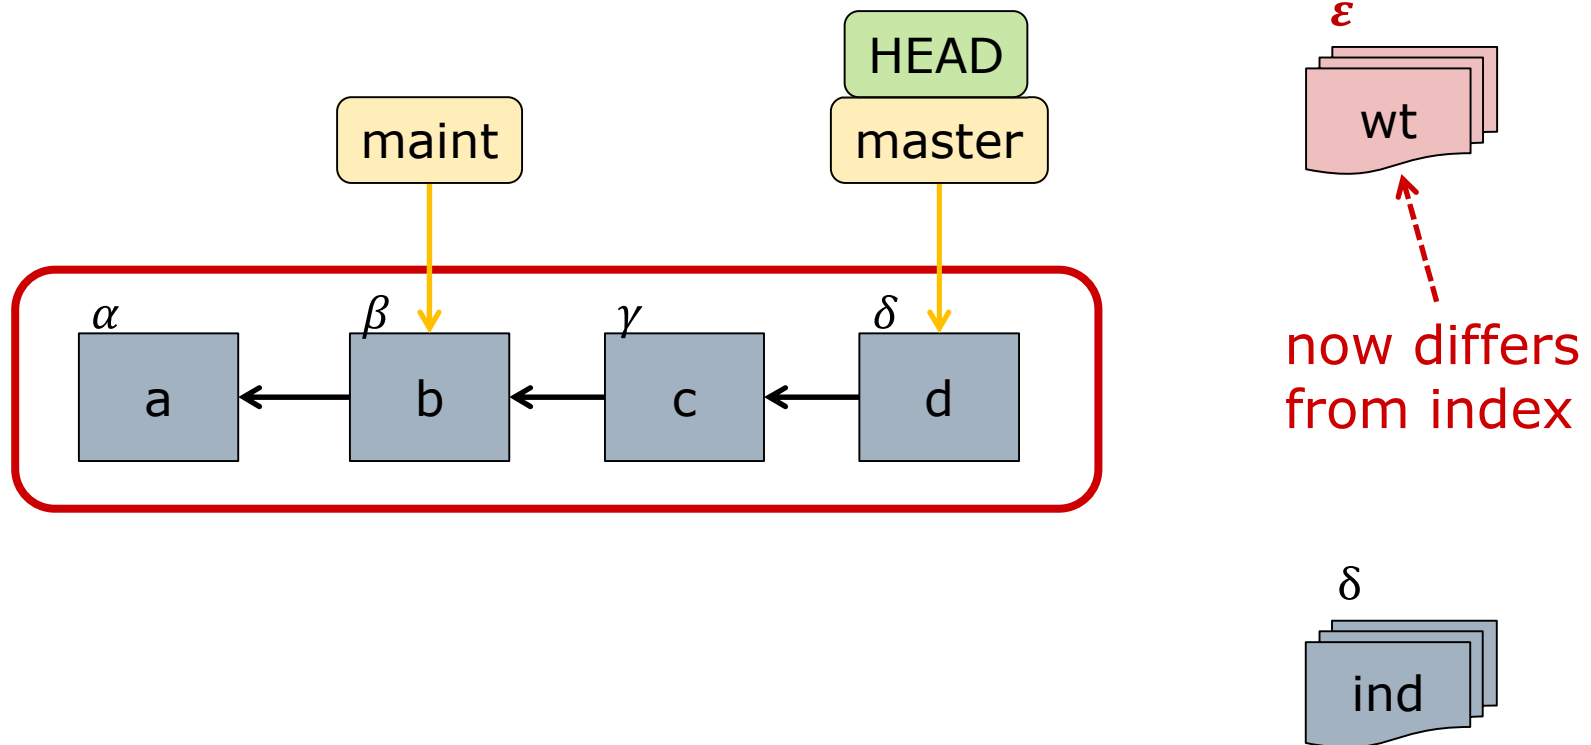 ε
HEAD
maint
master
wt
α
β
γ
δ
now differs
from index
a
b
c
d
δ
ind